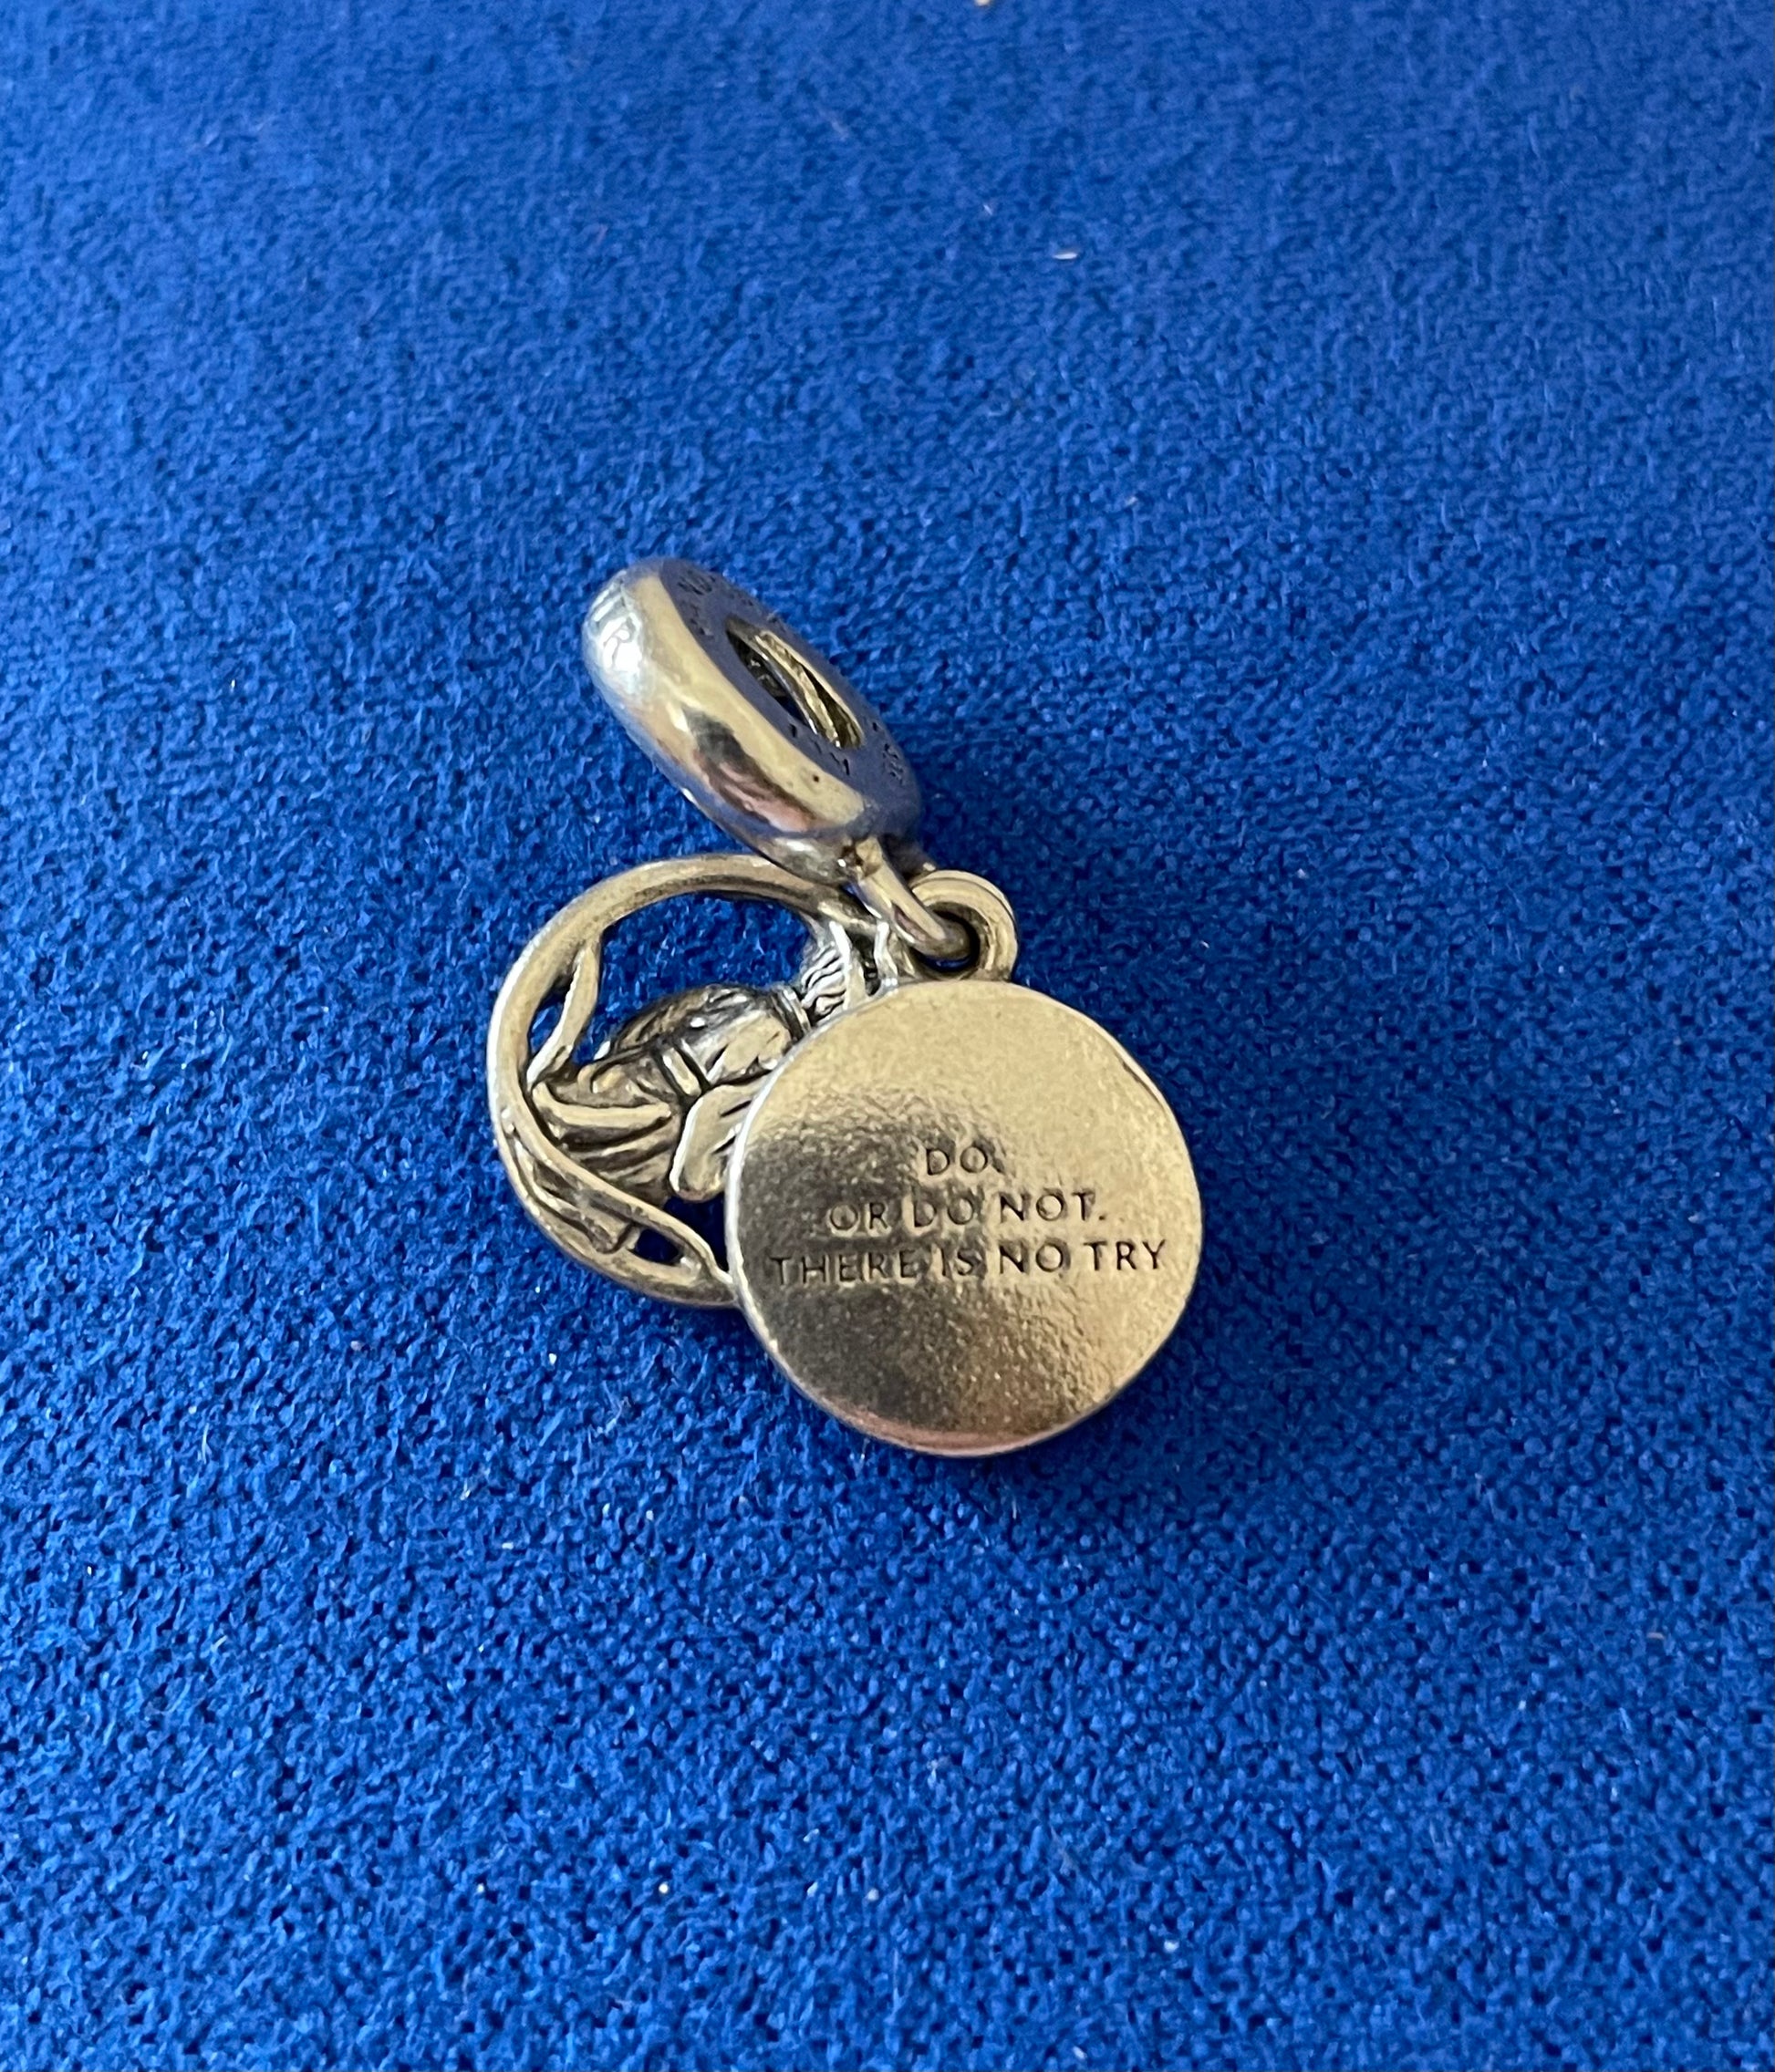 DO.
OR DO NOT.
THERE IS NO TRY